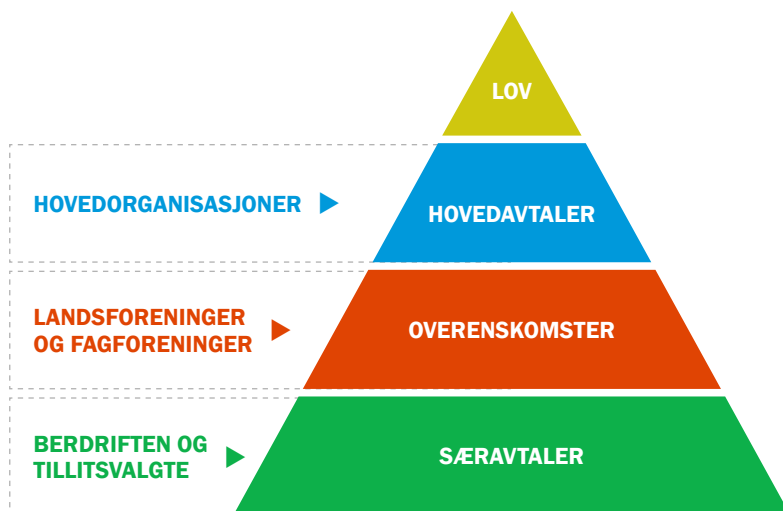 LOV
HOVEDORGANISASJONER
HOVEDAVTALER
LANDSFORENINGER
OG FAGFORENINGER
OVERENSKOMSTER
BERDRIFTEN OG
TILLITSVALGTE
SÆRAVTALER